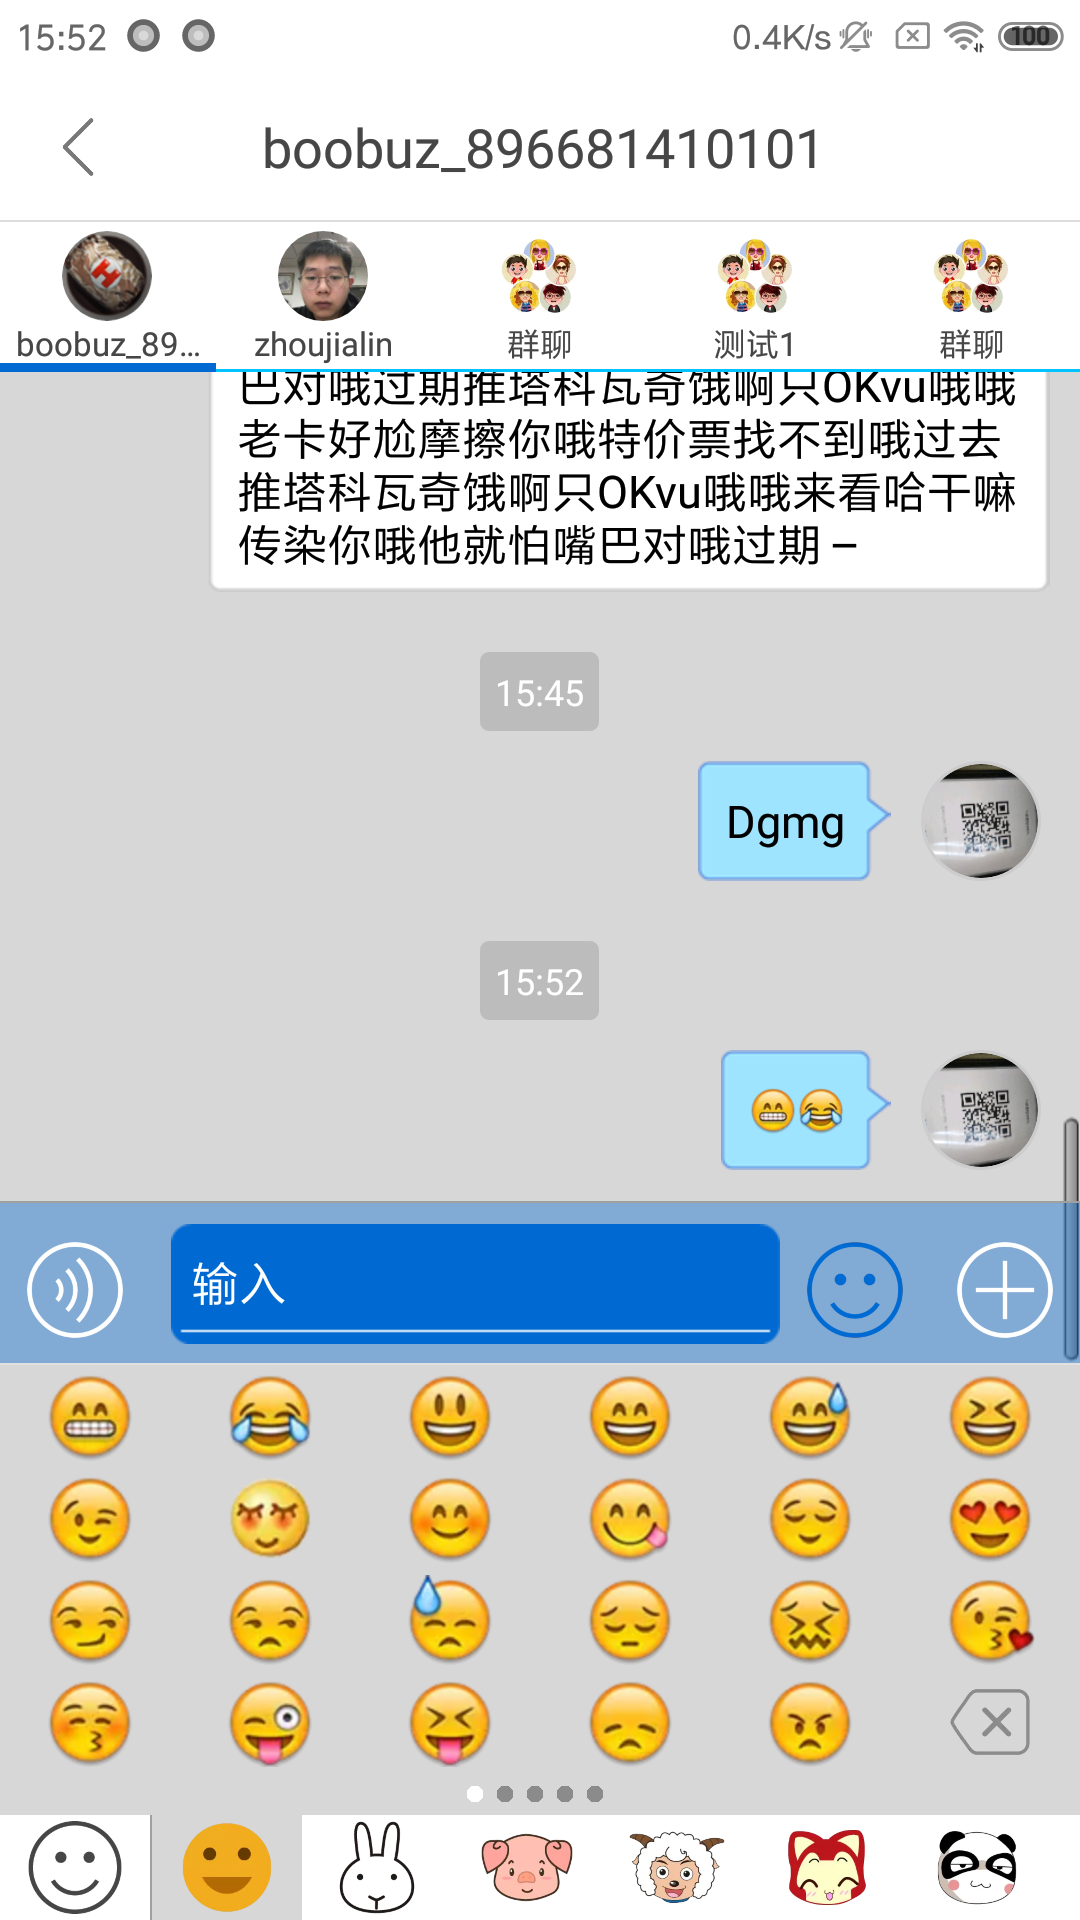 15:52
0.4K/s
100
boobuz_896681410101
boobuz_89...
zhoujialin
群聊
测试1
群聊
巴对哦过期推塔科瓦奇饿啊只OKvu哦哦
老卡好尬摩擦你哦特价票找不到哦过去
推塔科瓦奇饿啊只OKvu哦哦来看哈干嘛
传染你哦他就怕嘴巴对哦过期 –
15:45
Dgmg
15:52
输入